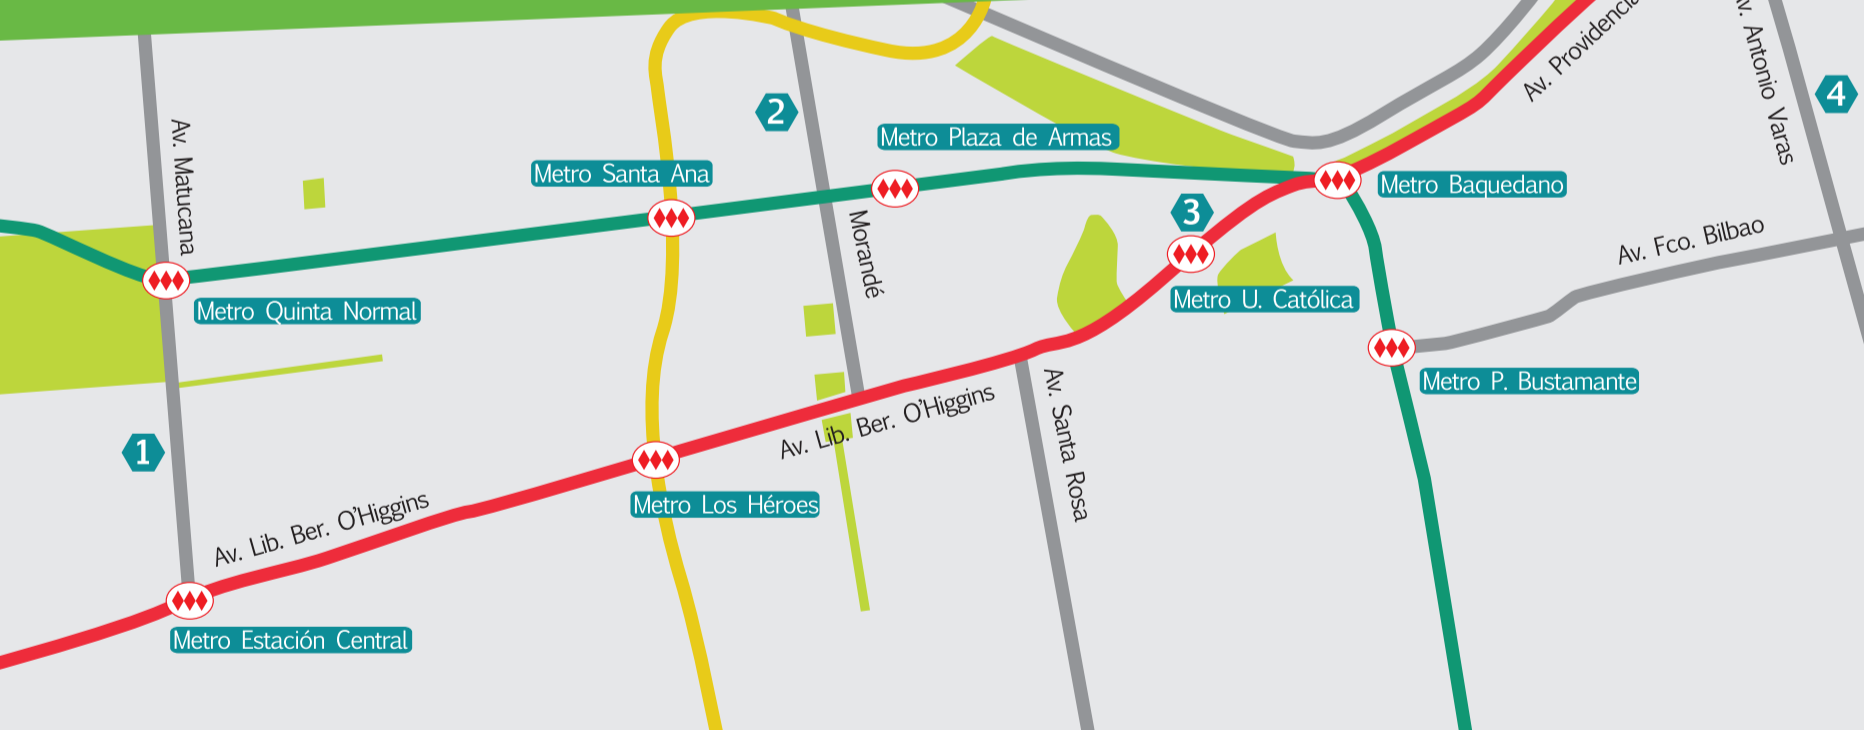 Av. Providencia
Av. Antonio Varas
4
2
Metro Plaza de Armas
Av. Matucana
Metro Santa Ana
Metro Baquedano
3
Morandé
Av. Fco. Bilbao
Metro U. Católica
Metro Quinta Normal
Metro P. Bustamante
Av. Lib. Ber. O'Higgins
Av. Santa Rosa
1
Metro Los Héroes
Av. Lib. Ber. O'Higgins
Metro Estación Central